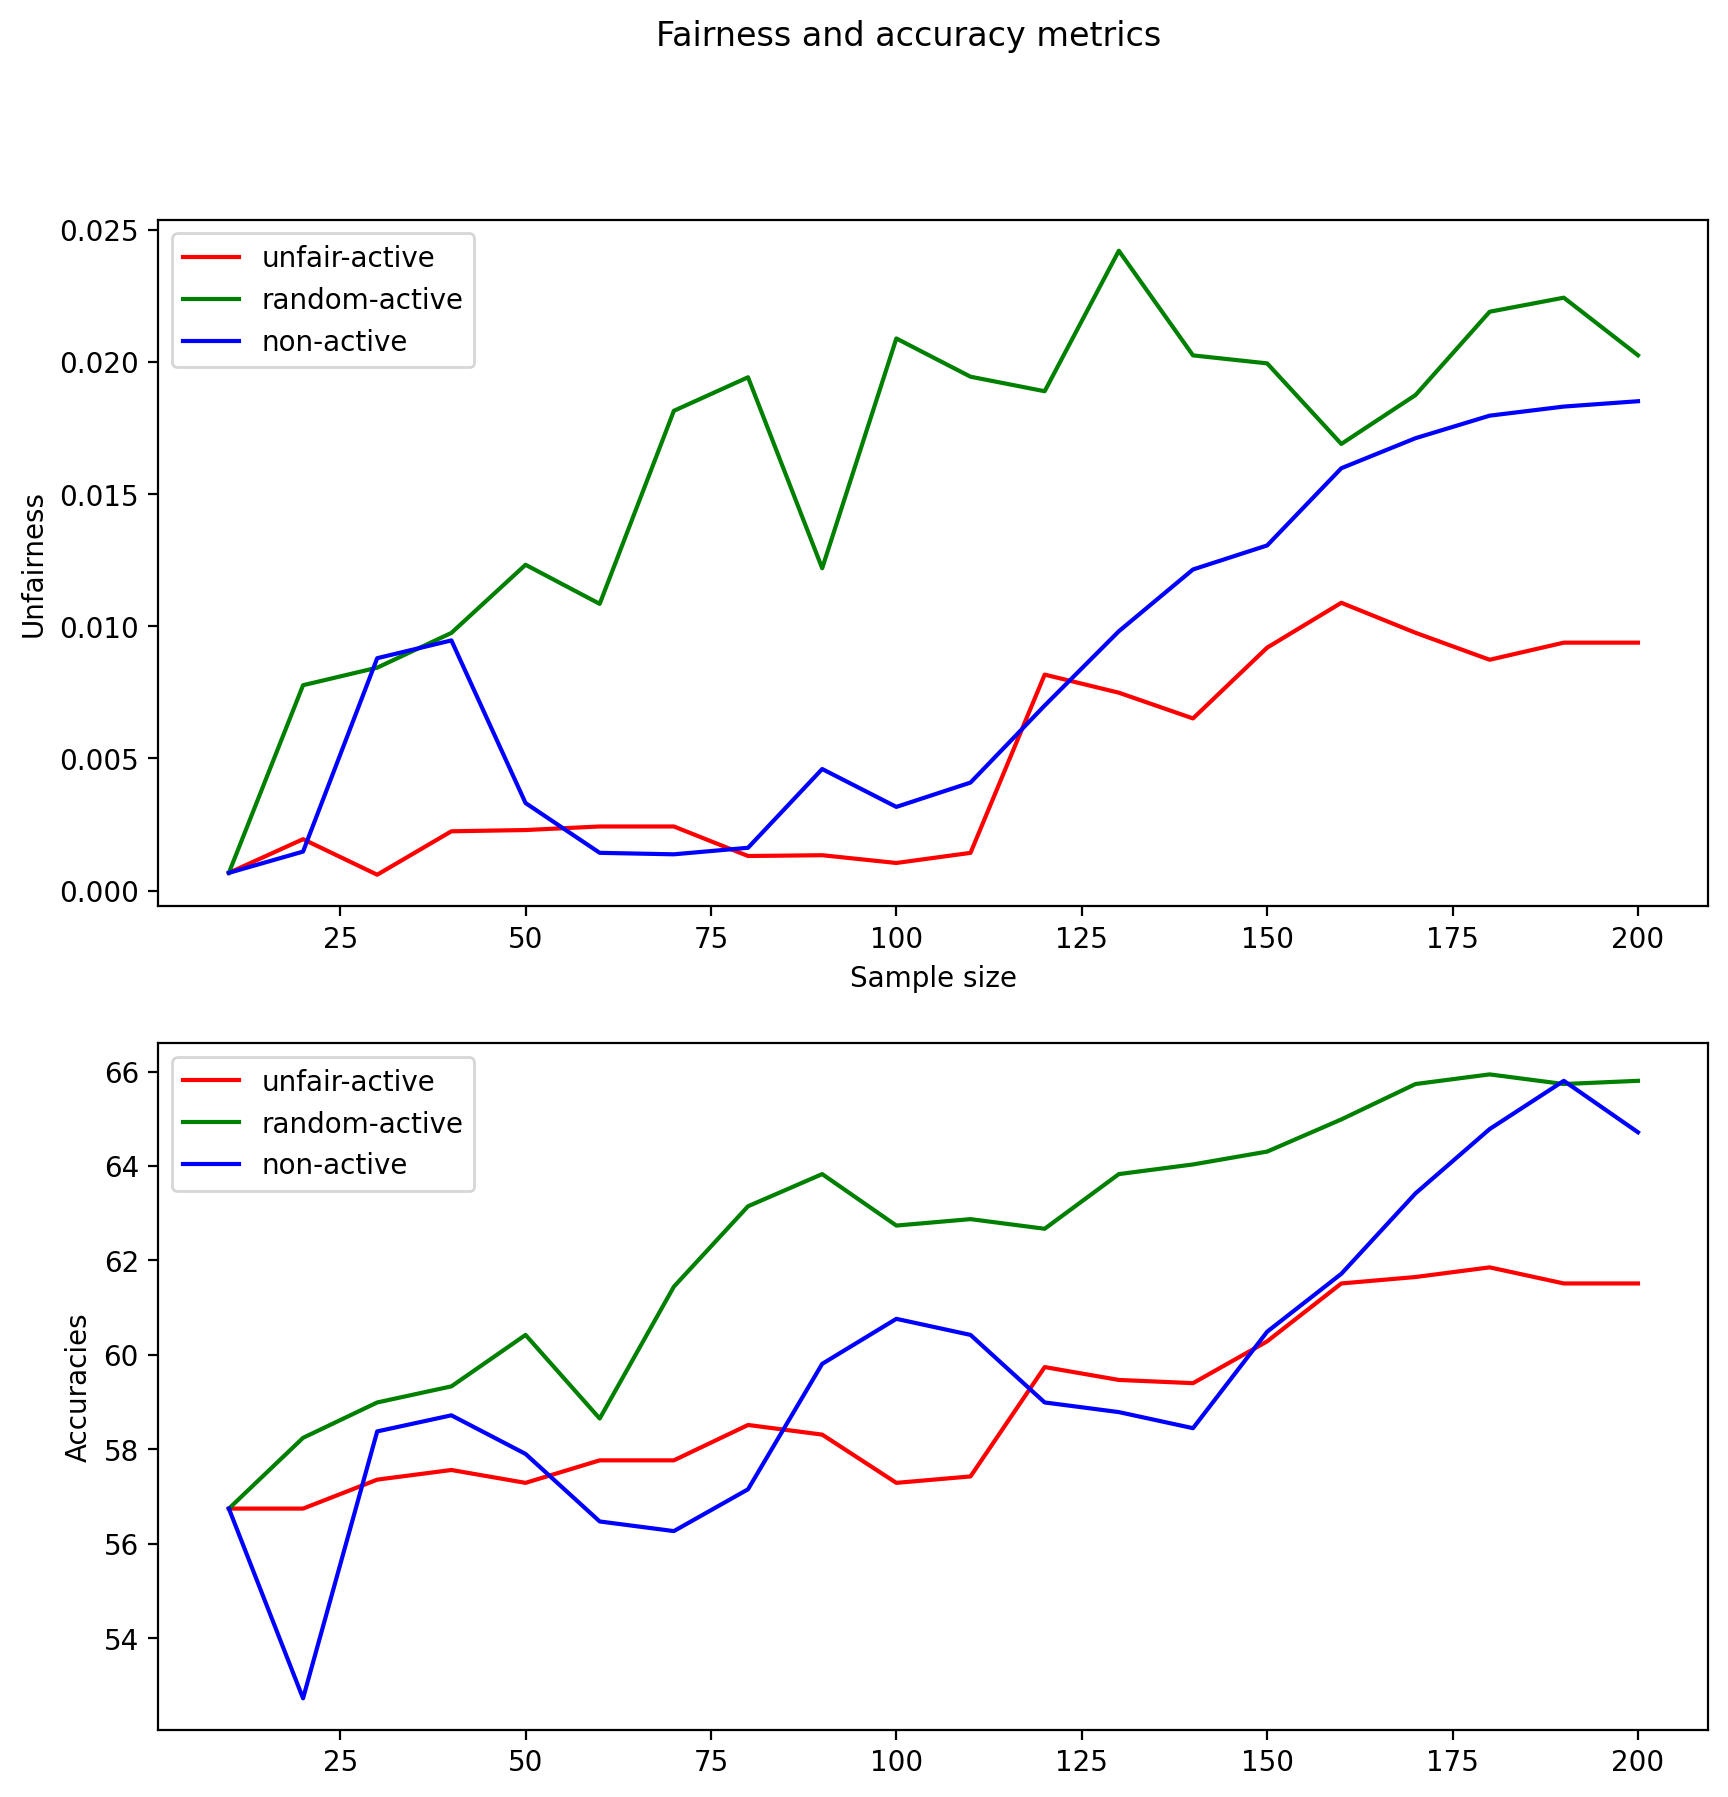 Fairness and accuracy metrics
0.025
0.020
0.015
0.010
0.005
0.000
Unfairness
unfair-active
random-active
non-active
25 50 75 100 125 150 175 200
Sample size
66
64
62
60
58
56
54
Accuracies
unfair-active
random-active
non-active
25 50 75 100 125 150 175 200